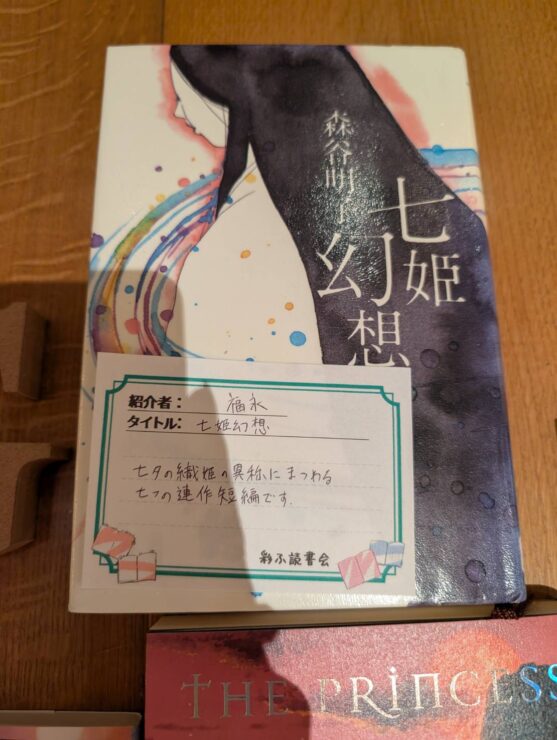 森谷明子
七姫
幻想
紹介者： 福永
タイトル： 七姫幻想
七夕の織姫の異称にまつわる
七つの連作短編です.
彩ふ読書会
THE PRINCESS